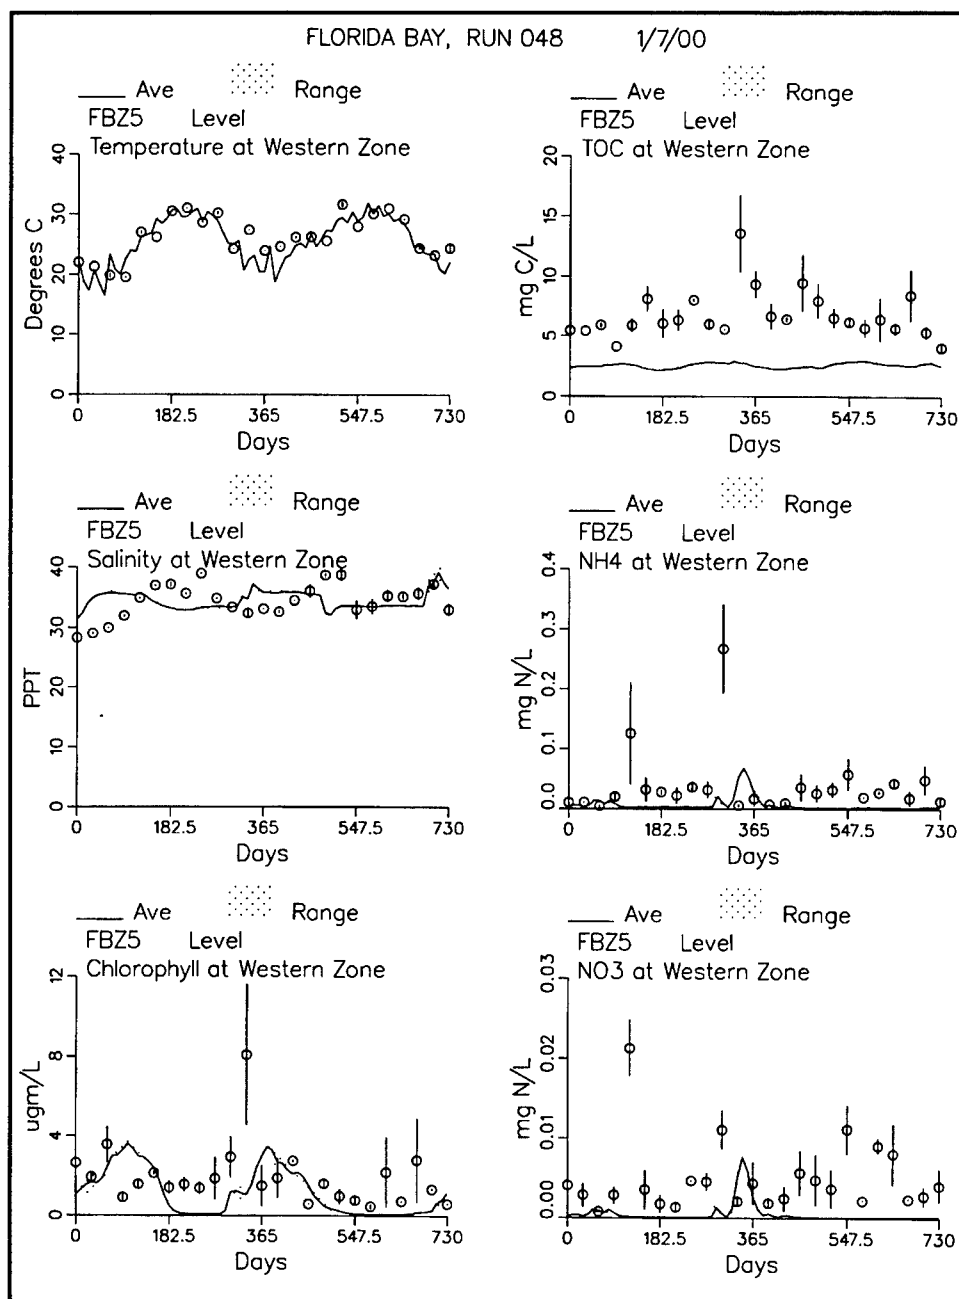 FLORIDA BAY, RUN 048 1/7/00
Ave Range
FBZ5 Level
Temperature at Western Zone
Degrees C
40
30
20
10
0
0 182.5 365 547.5 730
Days
Ave Range
FBZ5 Level
TOC at Western Zone
mg C/L
20
15
10
5
0
0 182.5 365 547.5 730
Days
Ave Range
FBZ5 Level
Salinity at Western Zone
PPT
40
30
20
10
0
0 182.5 365 547.5 730
Days
Ave Range
FBZ5 Level
NH4 at Western Zone
mg N/L
0.4
0.3
0.2
0.1
0.0
0 182.5 365 547.5 730
Days
Ave Range
FBZ5 Level
Chlorophyll at Western Zone
ugm/L
12
8
4
0
0 182.5 365 547.5 730
Days
Ave Range
FBZ5 Level
NO3 at Western Zone
mg N/L
0.03
0.02
0.01
0.00
0 182.5 365 547.5 730
Days